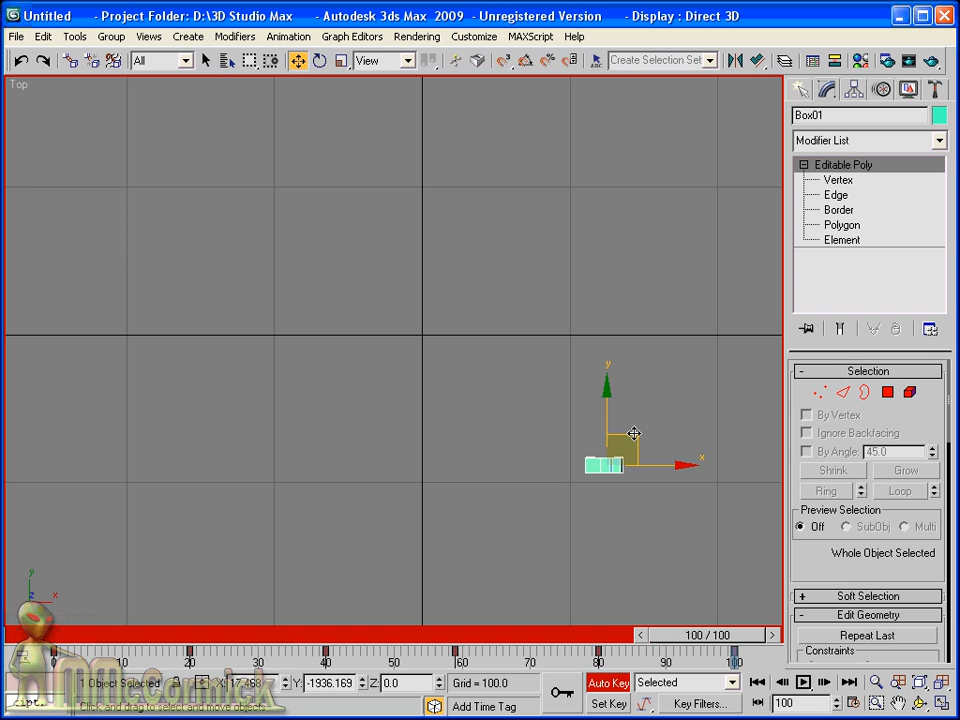 Untitled - Project Folder: D:\3D Studio Max - Autodesk 3ds Max 2009 - Unregistered Version - Display : Direct 3D
File Edit Tools Group Views Create Modifiers Animation Graph Editors Rendering Customize MAXScript Help
All View Create Selection Set
Top
Box01
Modifier List
Editable Poly
Vertex
Edge
Border
Polygon
Element
Selection
By Vertex
Ignore Backfacing
By Angle: 45.0
Shrink Grow
Ring Loop
Preview Selection
Off SubObj Multi
Whole Object Selected
Soft Selection
Edit Geometry
Repeat Last
Constraints
y
x
y
z x
100 / 100
0 10 20 30 40 50 60 70 80 90 100
1 Object Selected X: 17.468 Y: -1936.169 Z: 0.0 Grid = 100.0 Auto Key Selected
McCormick
Click and drag to select and move objects Add Time Tag Set Key Key Filters... 100